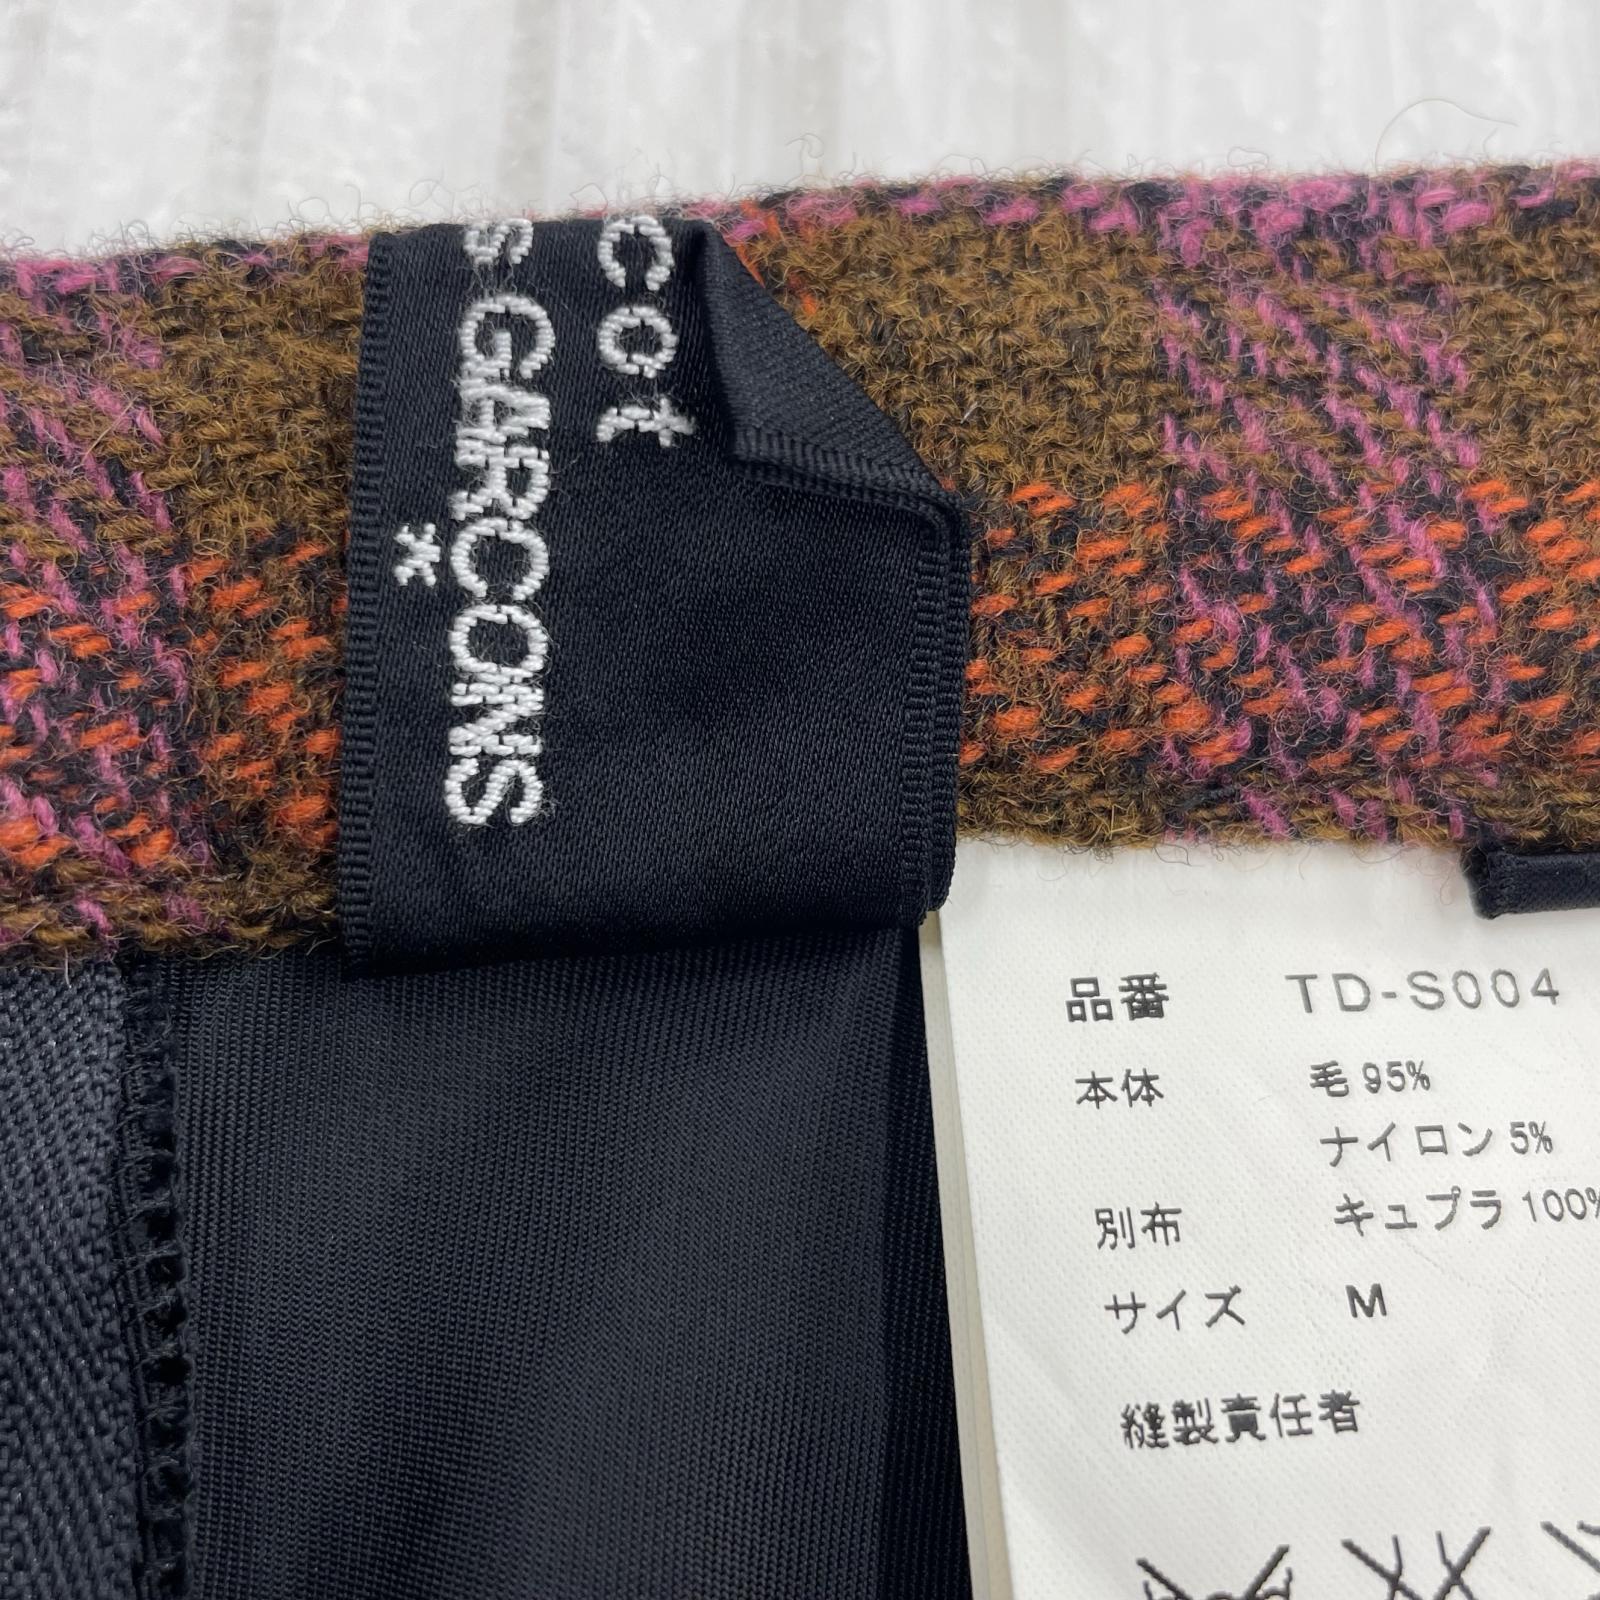 cot
S GARCONS
*
品番 TD-S004
本体 毛 95%
ナイロン 5%
別布 キュプラ 100%
サイズ M
縫製責任者